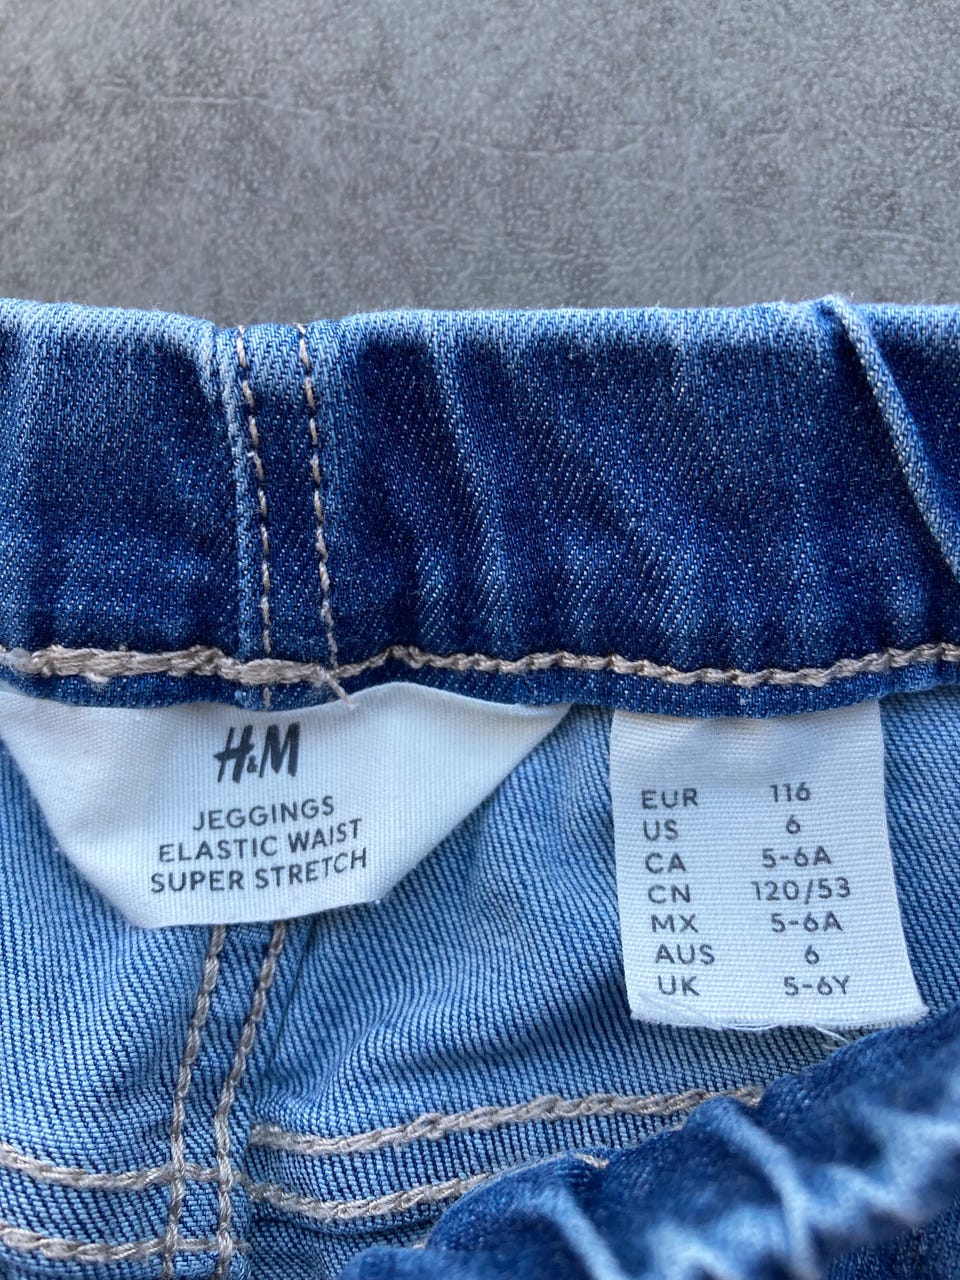 H&M
JEGGINGS
ELASTIC WAIST
SUPER STRETCH
EUR 116
US 6
CA 5-6A
CN 120/53
MX 5-6A
AUS 6
UK 5-6Y